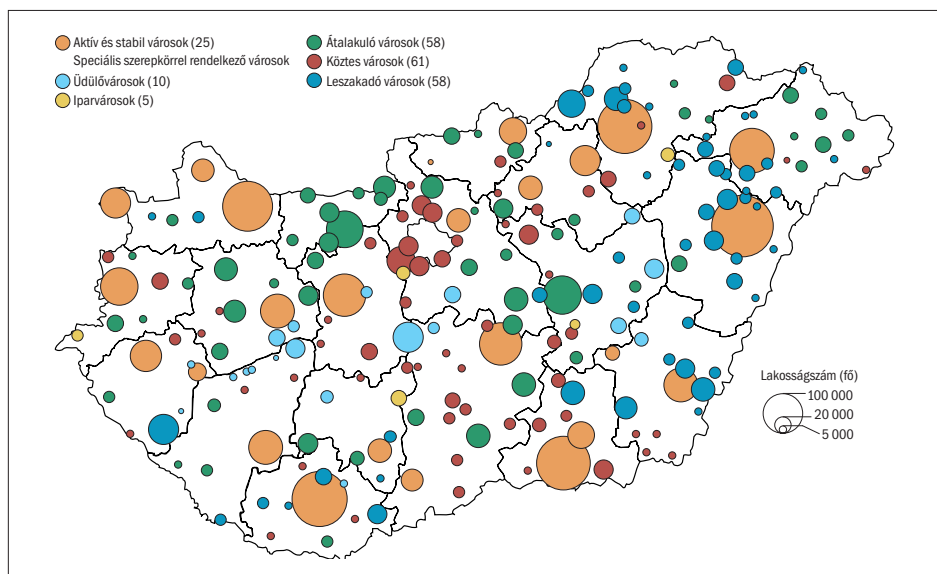 Aktív és stabil városok (25)
Speciális szerepkörrel rendelkező városok
Üdülővárosok (10)
Iparvárosok (5)
Átalakuló városok (58)
Köztes városok (61)
Leszakadó városok (58)
Lakosságszám (fő)
100 000
20 000
5 000